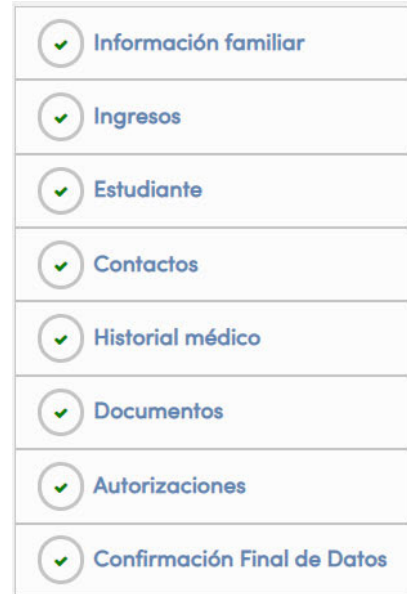 Información familiar
Ingresos
Estudiante
Contactos
Historial médico
Documentos
Autorizaciones
Confirmación Final de Datos